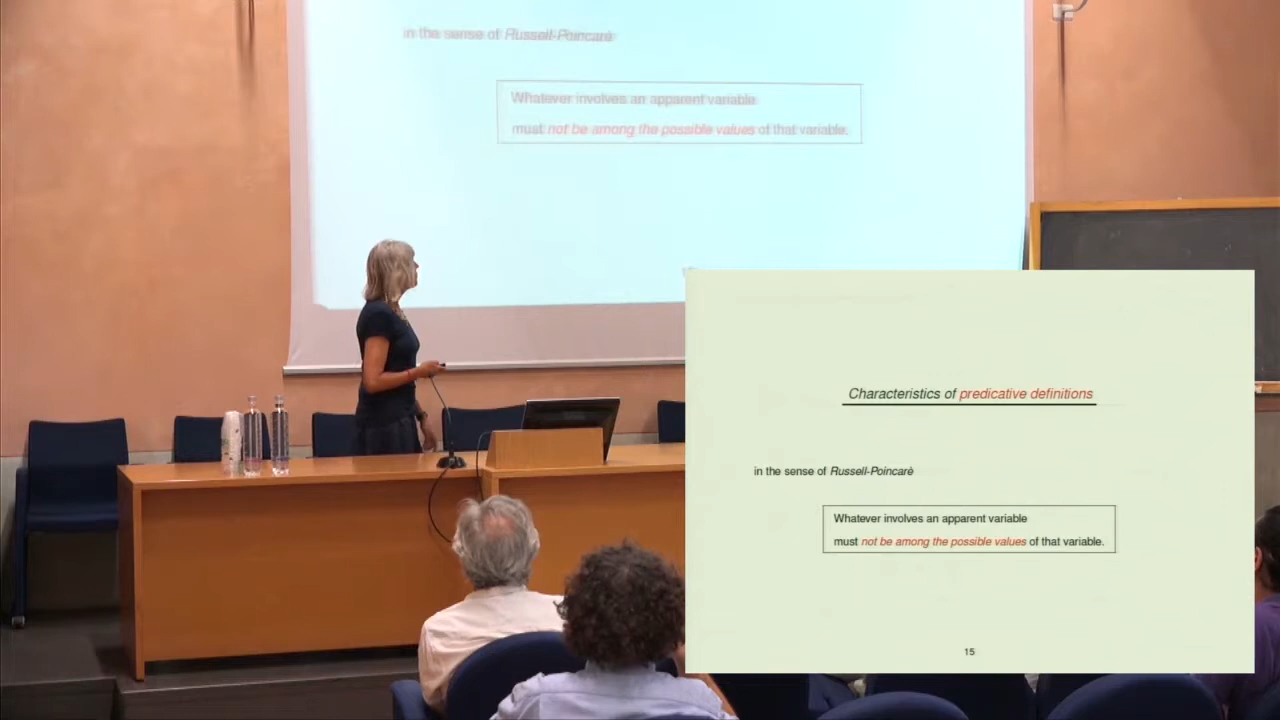 in the sense of Russell-Poincaré
Whatever involves an apparent variable
must not be among the possible values of that variable.
Characteristics of predicative definitions
in the sense of Russell-Poincarè
Whatever involves an apparent variable
must not be among the possible values of that variable.
15